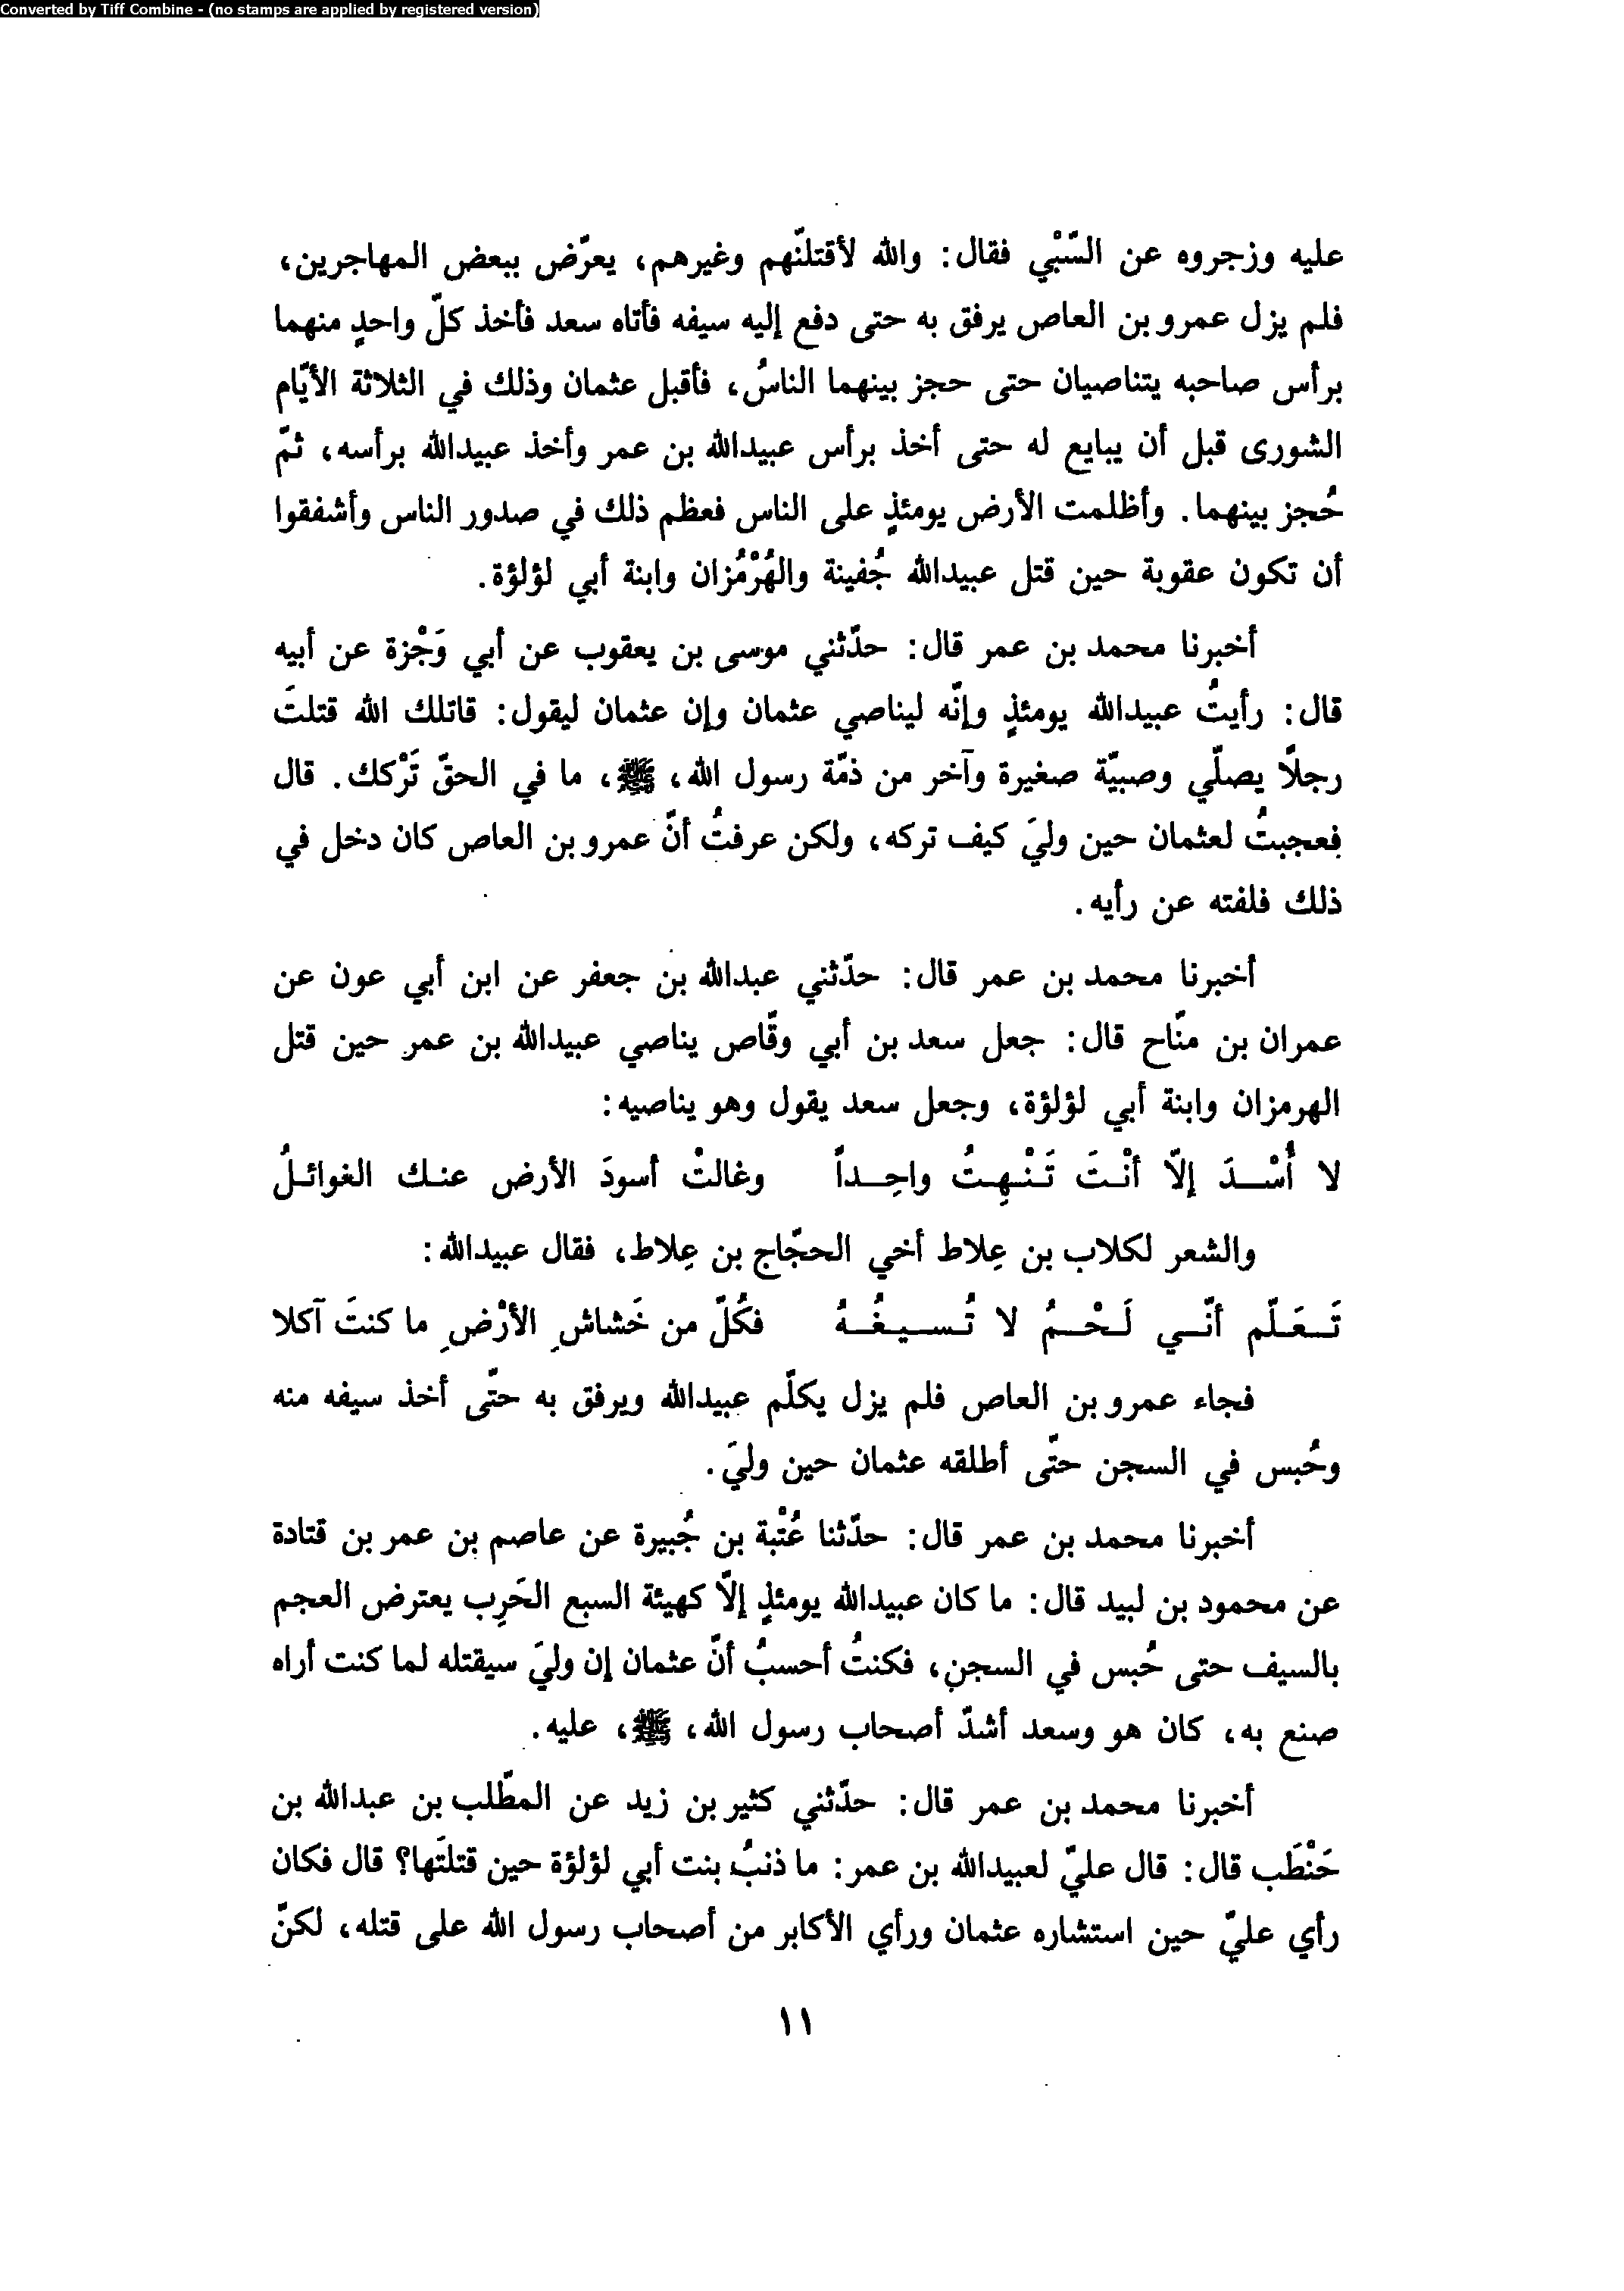 Converted by Tiff Combine - (no stamps are applied by registered version)
عليه وزجروه عن السّبْي فقال: والله لأقتلنّهم وغيرهم، يعرّض ببعض المهاجرين،
فلم يزل عمرو بن العاص يرفق به حتى دفع إليه سيفه فأتاه سعد فأخذ كلّ واحدٍ منهما
برأس صاحبه يتناصيان حتى حجز بينهما الناسُ، فأقبل عثمان وذلك في الثلاثة الأيّام
الشورى قبل أن يبايع له حتى أخذ برأس عبيدالله بن عمر وأخذ عبيدالله برأسه، ثمّ
حُجز بينهما. وأظلمت الأرض يومئذٍ على الناس فعظم ذلك في صدور الناس وأشفقوا
أن تكون عقوبة حين قتل عبيدالله جُفينة والهُرْمُزان وابنة أبي لؤلؤة.
أخبرنا محمد بن عمر قال: حدّثني موسى بن يعقوب عن أبي وَجْزة عن أبيه
قال: رأيتُ عبيدالله يومئذٍ وإنّه ليناصي عثمان وإن عثمان ليقول: قاتلك الله قتلتَ
رجلًا يصلّي وصبيّة صغيرة وآخر من ذمّة رسول الله، ﷺ، ما في الحقّ تَرْكك. قال
فعجبتُ لعثمان حين وليَ كيف تركه، ولكن عرفتُ أنّ عمرو بن العاص كان دخل في
ذلك فلفته عن رأيه.
أخبرنا محمد بن عمر قال: حدّثني عبدالله بن جعفر عن ابن أبي عون عن
عمران بن منّاح قال: جعل سعد بن أبي وقّاص يناصي عبيدالله بن عمر حين قتل
الهرمزان وابنة أبي لؤلؤة، وجعل سعد يقول وهو يناصيه:
لا أُسْدَ إلّا أنْتَ تَنْهِتُ واحِداً وغالتْ أسودَ الأرض عنك الغوائلُ
والشعر لكلاب بن عِلاط أخي الحجّاج بن عِلاط، فقال عبيدالله:
تَعَلّم أنّي لَحْمُ لا تُسيغُهُ فكُلّ من خَشاشِ الأرْضِ ما كنتَ آكلا
فجاء عمرو بن العاص فلم يزل يكلّم عبيدالله ويرفق به حتّى أخذ سيفه منه
وحُبس في السجن حتّى أطلقه عثمان حين وليَ.
أخبرنا محمد بن عمر قال: حدّثنا عُتْبة بن جُبيرة عن عاصم بن عمر بن قتادة
عن محمود بن لبيد قال: ما كان عبيدالله يومئذٍ إلّا كهيئة السبع الحَرِب يعترض العجم
بالسيف حتى حُبس في السجن، فكنتُ أحسبُ أنّ عثمان إن وليَ سيقتله لما كنت أراه
صنع به، كان هو وسعد أشدّ أصحاب رسول الله، ﷺ، عليه.
أخبرنا محمد بن عمر قال: حدّثني كثير بن زيد عن المطّلب بن عبدالله بن
حَنْطَب قال: قال عليّ لعبيدالله بن عمر: ما ذنبُ بنت أبي لؤلؤة حين قتلتَها؟ قال فكان
رأي عليّ حين استشاره عثمان ورأي الأكابر من أصحاب رسول الله على قتله، لكنّ
١١